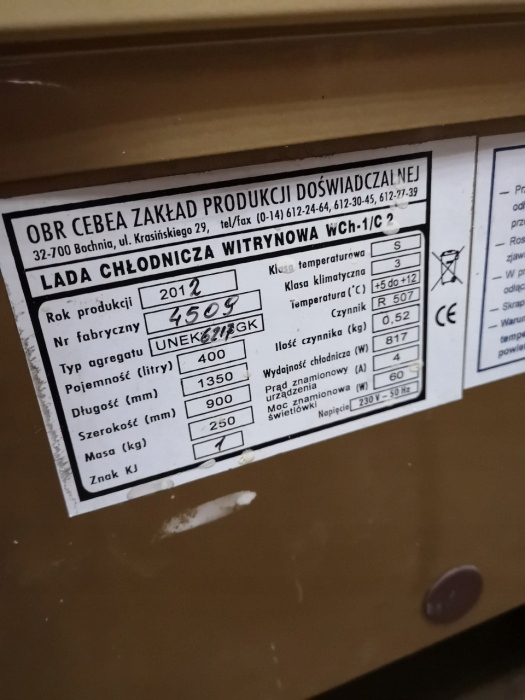 OBR CEBEA ZAKŁAD PRODUKCJI DOŚWIADCZALNEJ
32-700 Bochnia, ul. Krasińskiego 29, tel/fax (0-14) 612-24-64, 612-30-45, 612-27-39
LADA CHŁODNICZA WITRYNOWA WCh-1/C 2
Rok produkcji 2012
Nr fabryczny 4509
Typ agregatu
Pojemność (litry) 400
Długość (mm) 1350
Szerokość (mm) 900
Masa (kg) 250
Znak KJ 1
Klasa temperaturowa S
Klasa klimatyczna 3
Temperatura (°C) +5 do +12
Czynnik R 507
Ilość czynnika (kg) 0,52
Wydajność chłodnicza (W) 817
Prąd znamionowy (A) 4
urządzenia
Moc znamionowa (W) 60
świetlówki
Napięcie 230 V – 50 Hz
CE